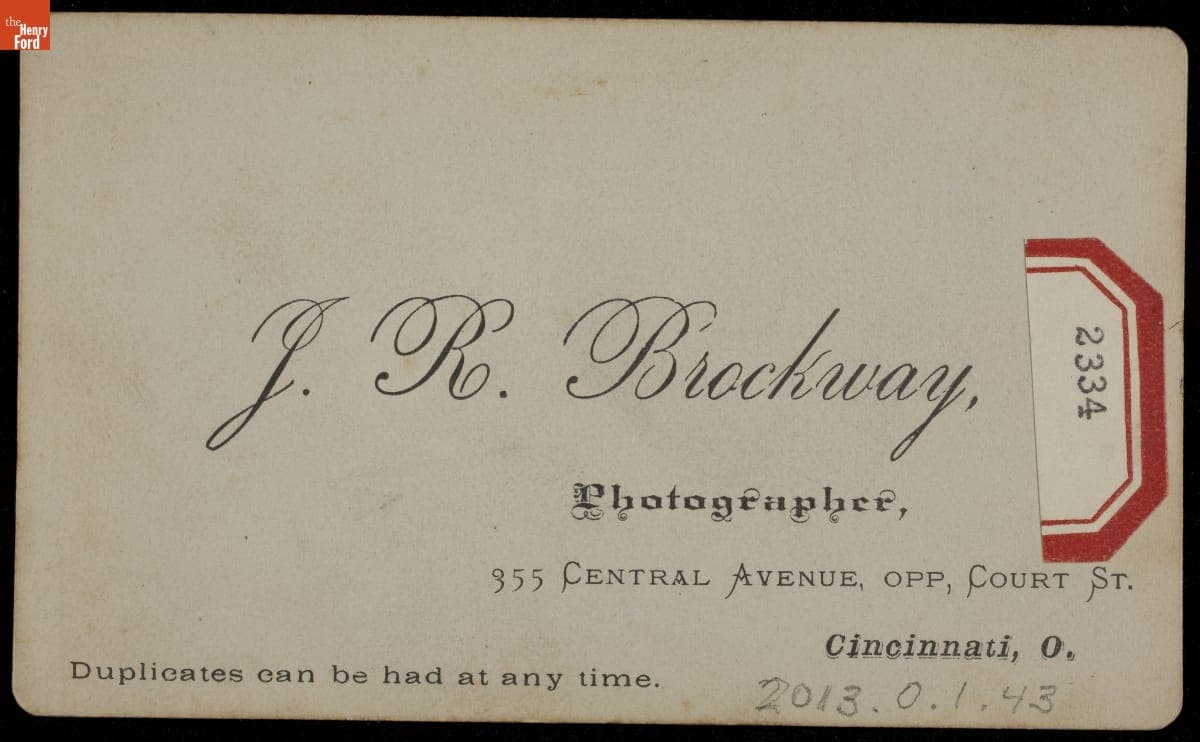 the
Henry
Ford
J. R. Brockway,
2334
Photographer,
355 Central Avenue, opp, Court St.
Cincinnati, O.
Duplicates can be had at any time.
2013.0.1.43